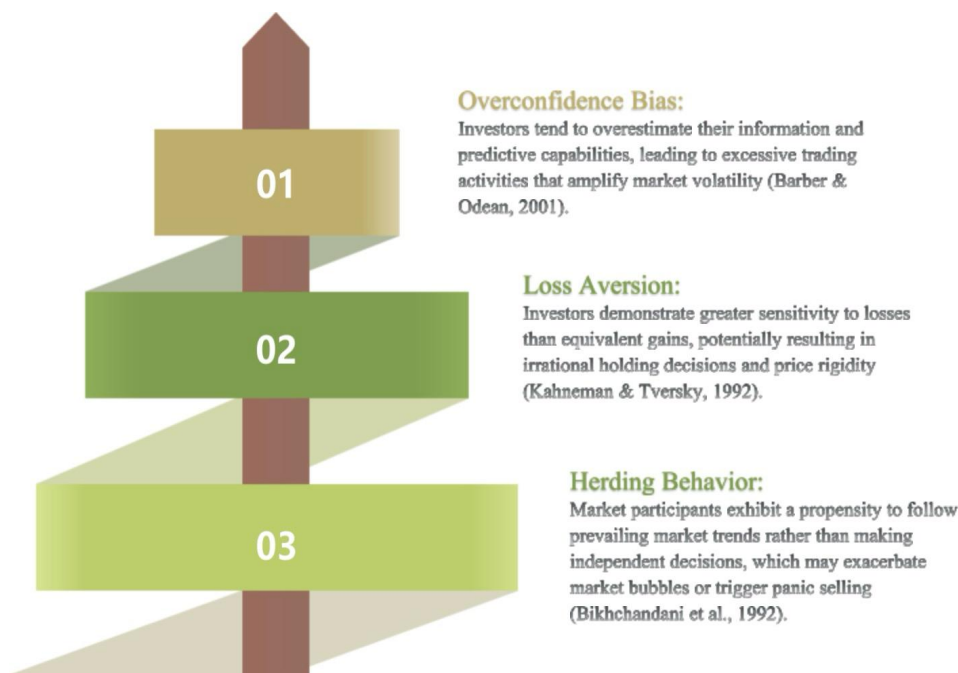 01
Overconfidence Bias:
Investors tend to overestimate their information and
predictive capabilities, leading to excessive trading
activities that amplify market volatility (Barber &
Odean, 2001).
02
Loss Aversion:
Investors demonstrate greater sensitivity to losses
than equivalent gains, potentially resulting in
irrational holding decisions and price rigidity
(Kahneman & Tversky, 1992).
03
Herding Behavior:
Market participants exhibit a propensity to follow
prevailing market trends rather than making
independent decisions, which may exacerbate
market bubbles or trigger panic selling
(Bikhchandani et al., 1992).